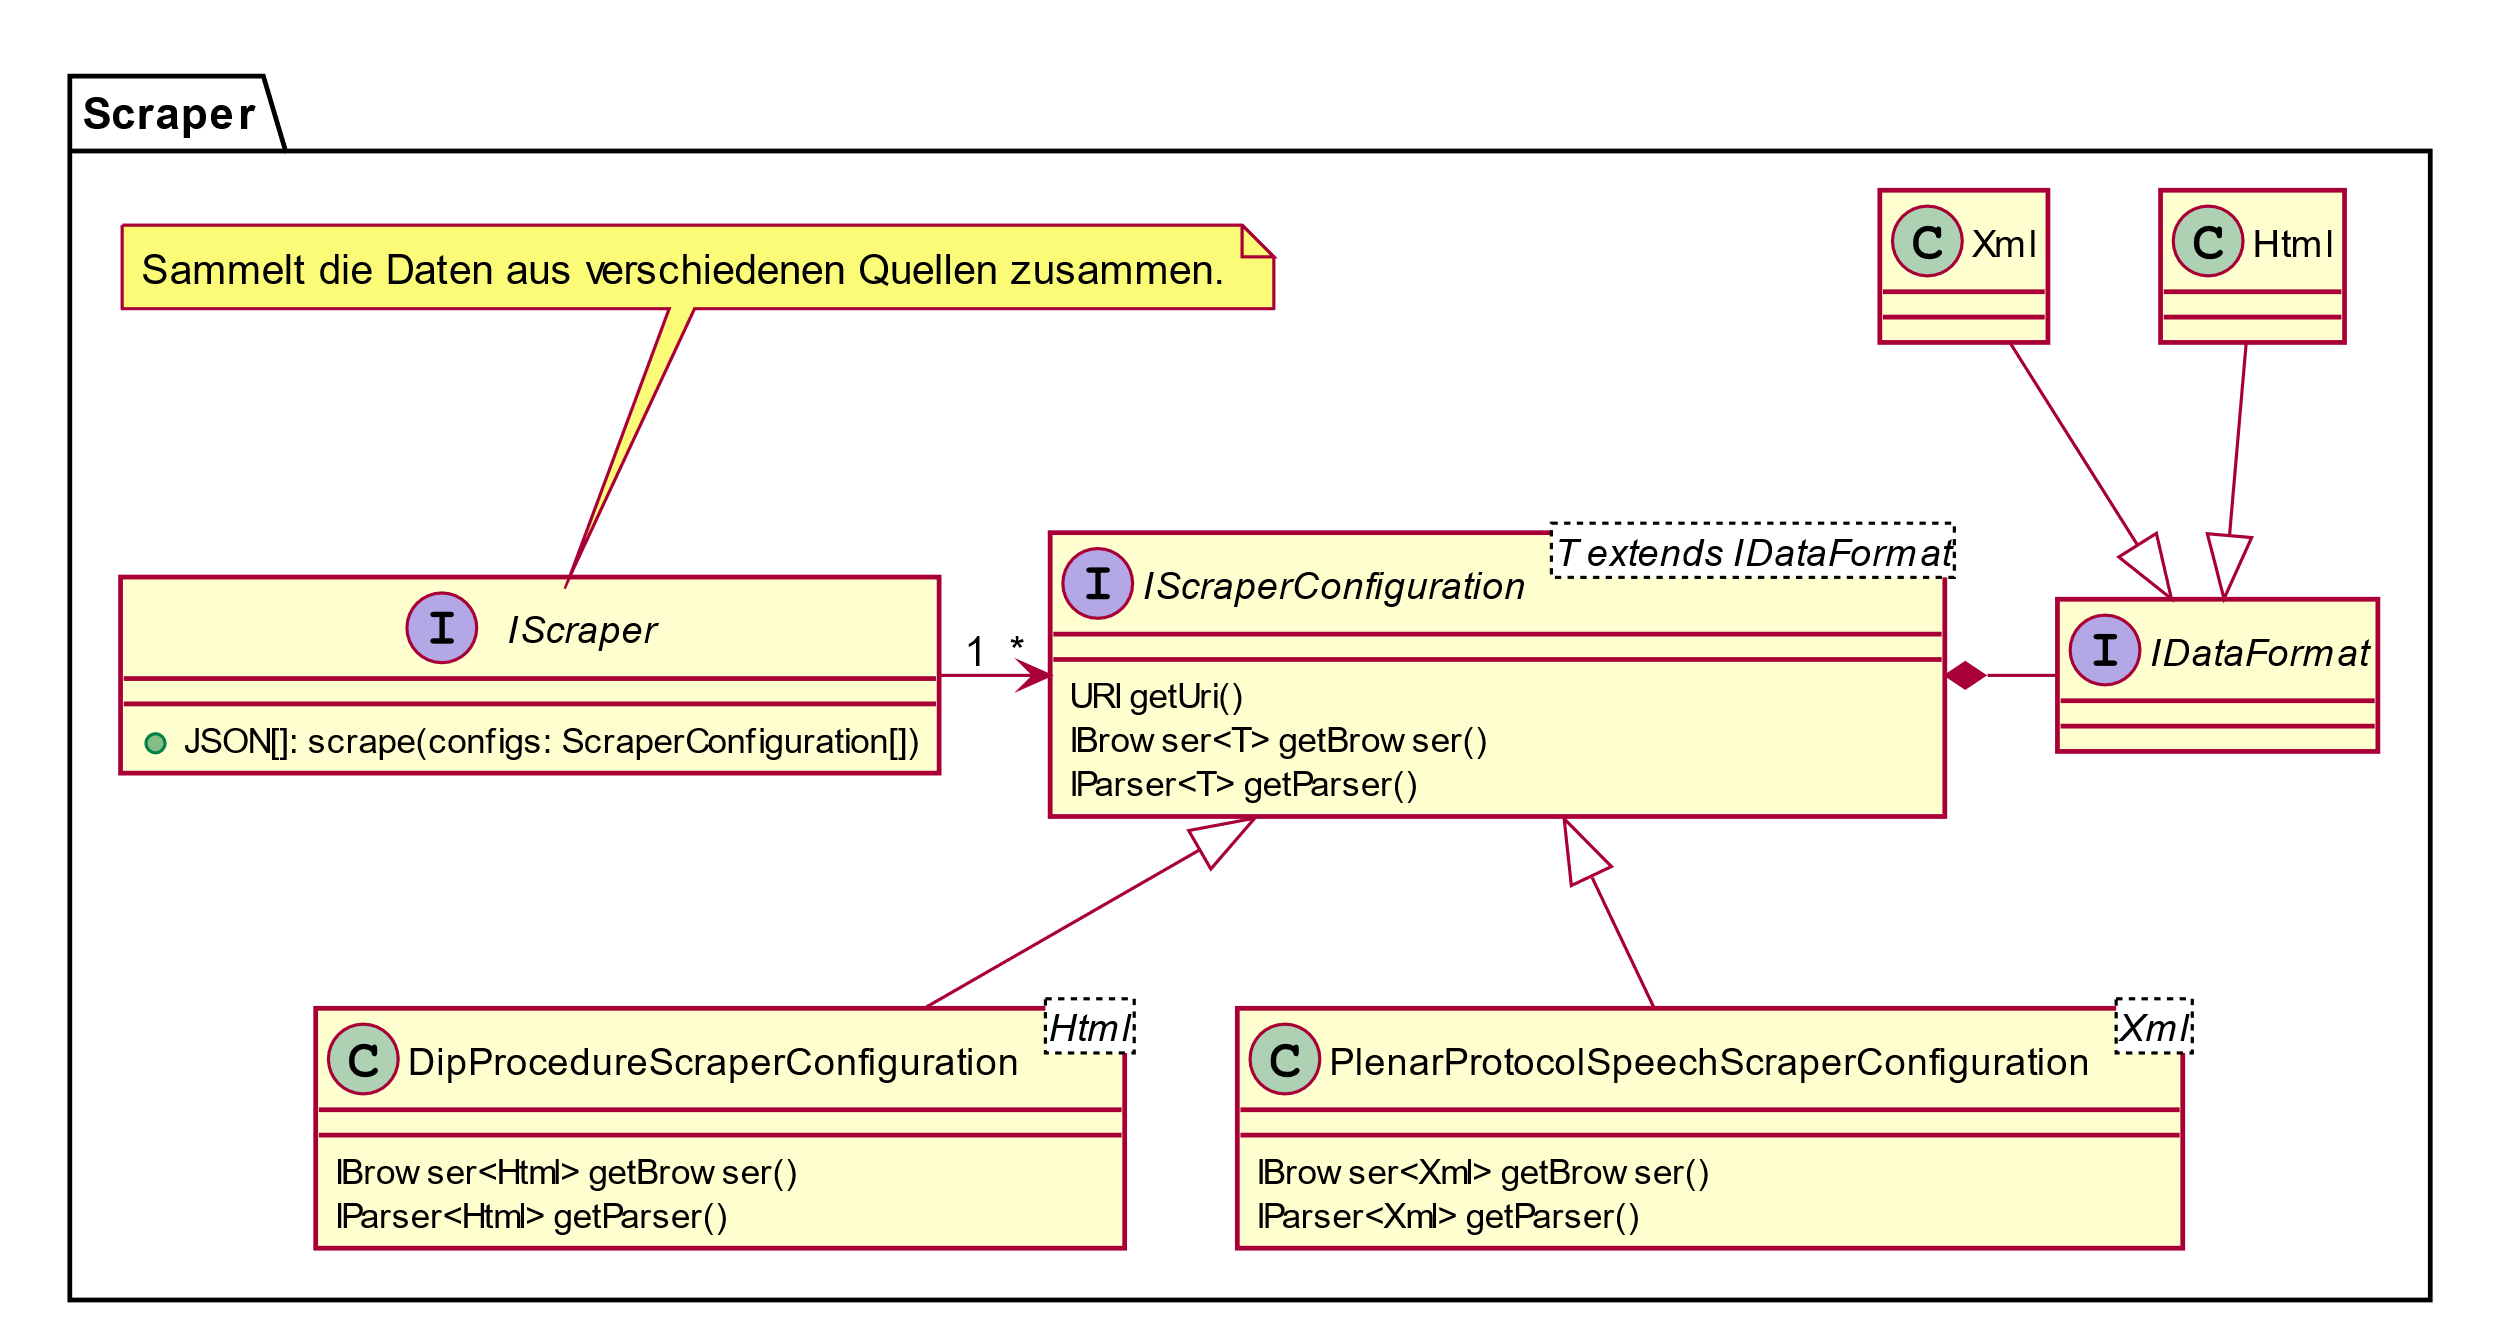 Scraper
Sammelt die Daten aus verschiedenen Quellen zusammen.
C Xml
C Html
I IScraper
JSON[]: scrape(configs: ScraperConfiguration[])
1 *
I IScraperConfiguration
T extends IDataFormat
URI getUri()
IBrowser<T> getBrowser()
IParser<T> getParser()
I IDataFormat
C DipProcedureScraperConfiguration
Html
IBrowser<Html> getBrowser()
IParser<Html> getParser()
C PlenarProtocolSpeechScraperConfiguration
Xml
IBrowser<Xml> getBrowser()
IParser<Xml> getParser()